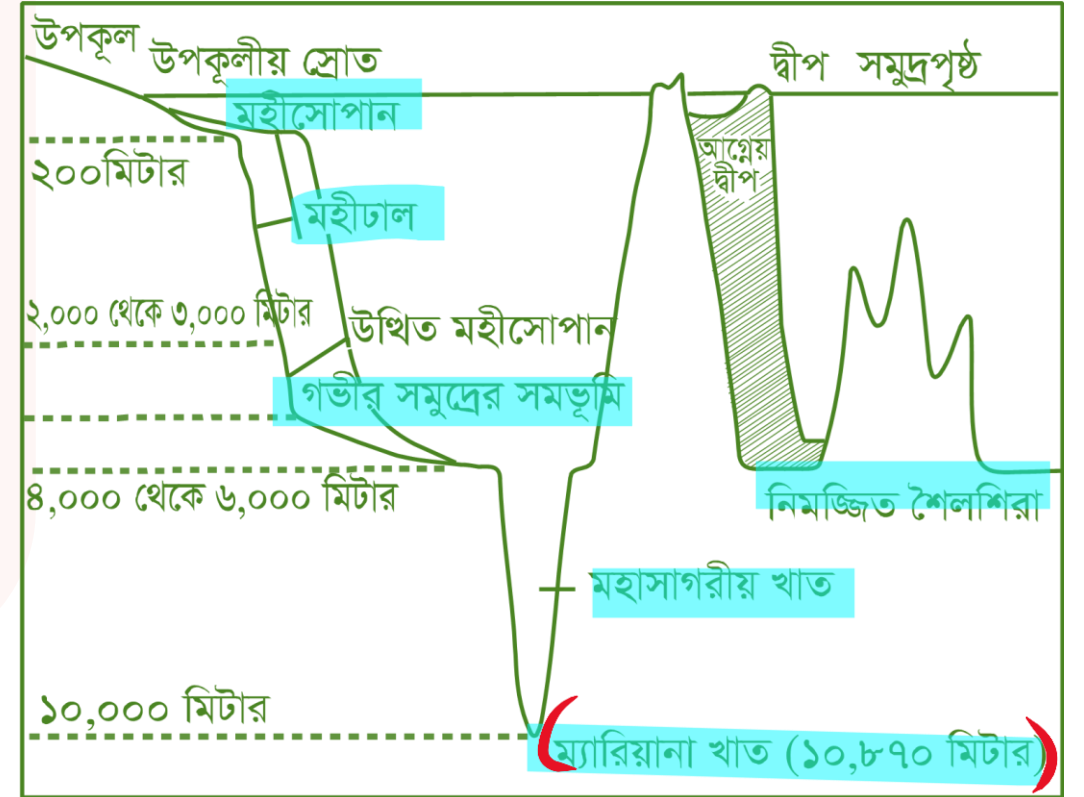 উপকূল
উপকূলীয় স্রোত
দ্বীপ সমুদ্রপৃষ্ঠ
মহীসোপান
২০০মিটার
আগ্নেয়
দ্বীপ
মহীঢাল
২,০০০ থেকে ৩,০০০ মিটার
উত্থিত মহীসোপান
গভীর সমুদ্রের সমভূমি
৪,০০০ থেকে ৬,০০০ মিটার
নিমজ্জিত শৈলশিরা
মহাসাগরীয় খাত
১০,০০০ মিটার
ম্যারিয়ানা খাত (১০,৮৭০ মিটার)